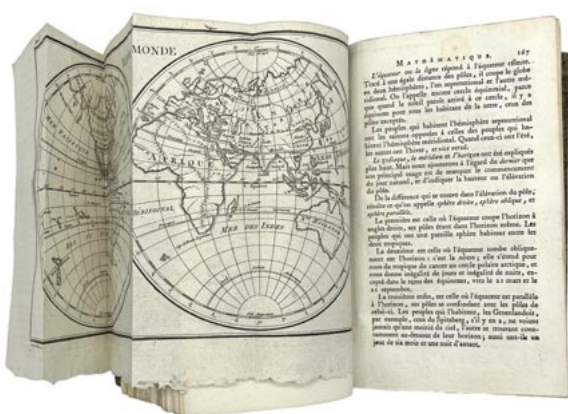 MONDE
AFRIQUE
MERIDIONAL
MER DES INDES
MATHÉMATIQUE.
167
L'équateur ou la ligne répond à l'équateur céleste.
Tracé à une égale distance des pôles, il coupe le globe
en deux hémisphères, l'un septentrional et l'autre mé-
ridional. On l'appelle encore cercle équinoxial, parce
que quand le soleil paroît arrivé à ce cercle, il y a
équinoxe pour tous les habitans de la terre, ceux des
pôles exceptés.
Les peuples qui habitent l'hémisphère septentrional
ont les saisons opposées à celles des peuples qui ha-
bitent l'hémisphère méridional. Quand ceux-ci ont l'été,
les autres ont l'hiver, et vice versâ.
Le zodiaque, le méridien et l'horizon ont été expliqués
plus haut. Mais nous ajouterons à l'égard du dernier que
son principal usage est de marquer le commencement
du jour naturel, et d'indiquer la hauteur ou l'élévation
du pôle.
De la différence qui se trouve dans l'élévation du pôle,
résulte ce qu'on appelle sphère droite, sphère oblique, et
sphère parallèle.
La première est celle où l'équateur coupe l'horizon à
angles droits, ses pôles étant dans l'horizon même. Les
peuples qui ont une pareille sphère habitent entre les
deux tropiques.
La deuxième est celle où l'équateur tombe oblique-
ment sur l'horizon : c'est la nôtre; elle s'étend pour
nous du tropique du cancer au cercle polaire arctique, et
nous donne inégalité de jours et inégalité de nuits, ex-
cepté dans le tems des équinoxes, vers le 21 mars et le
21 septembre.
La troisième enfin, est celle où l'équateur est parallèle
à l'horizon, ses pôles se confondant avec les pôles de
celui-ci. Les peuples qui l'habitent, les Groenlandois,
par exemple, ceux du Spitzberg, s'il y en a, ne voient
jamais qu'une moitié du ciel, l'autre se trouvant cons-
tamment au-dessous de leur horizon; aussi ont-ils un
jour de six mois et une nuit d'autant.